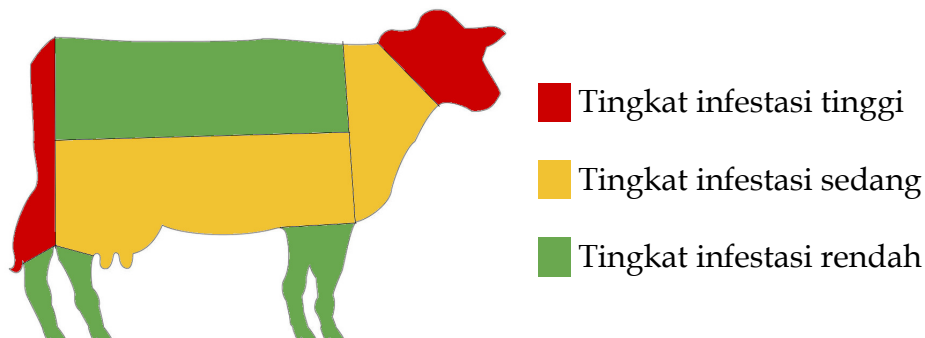 Tingkat infestasi tinggi
Tingkat infestasi sedang
Tingkat infestasi rendah